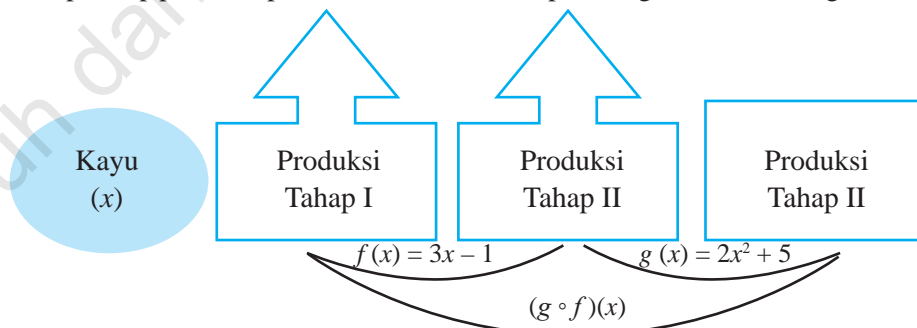 Kayu
(x)
Produksi
Tahap I
Produksi
Tahap II
Produksi
Tahap II
f (x) = 3x – 1
g (x) = 2x² + 5
(g ∘ f )(x)